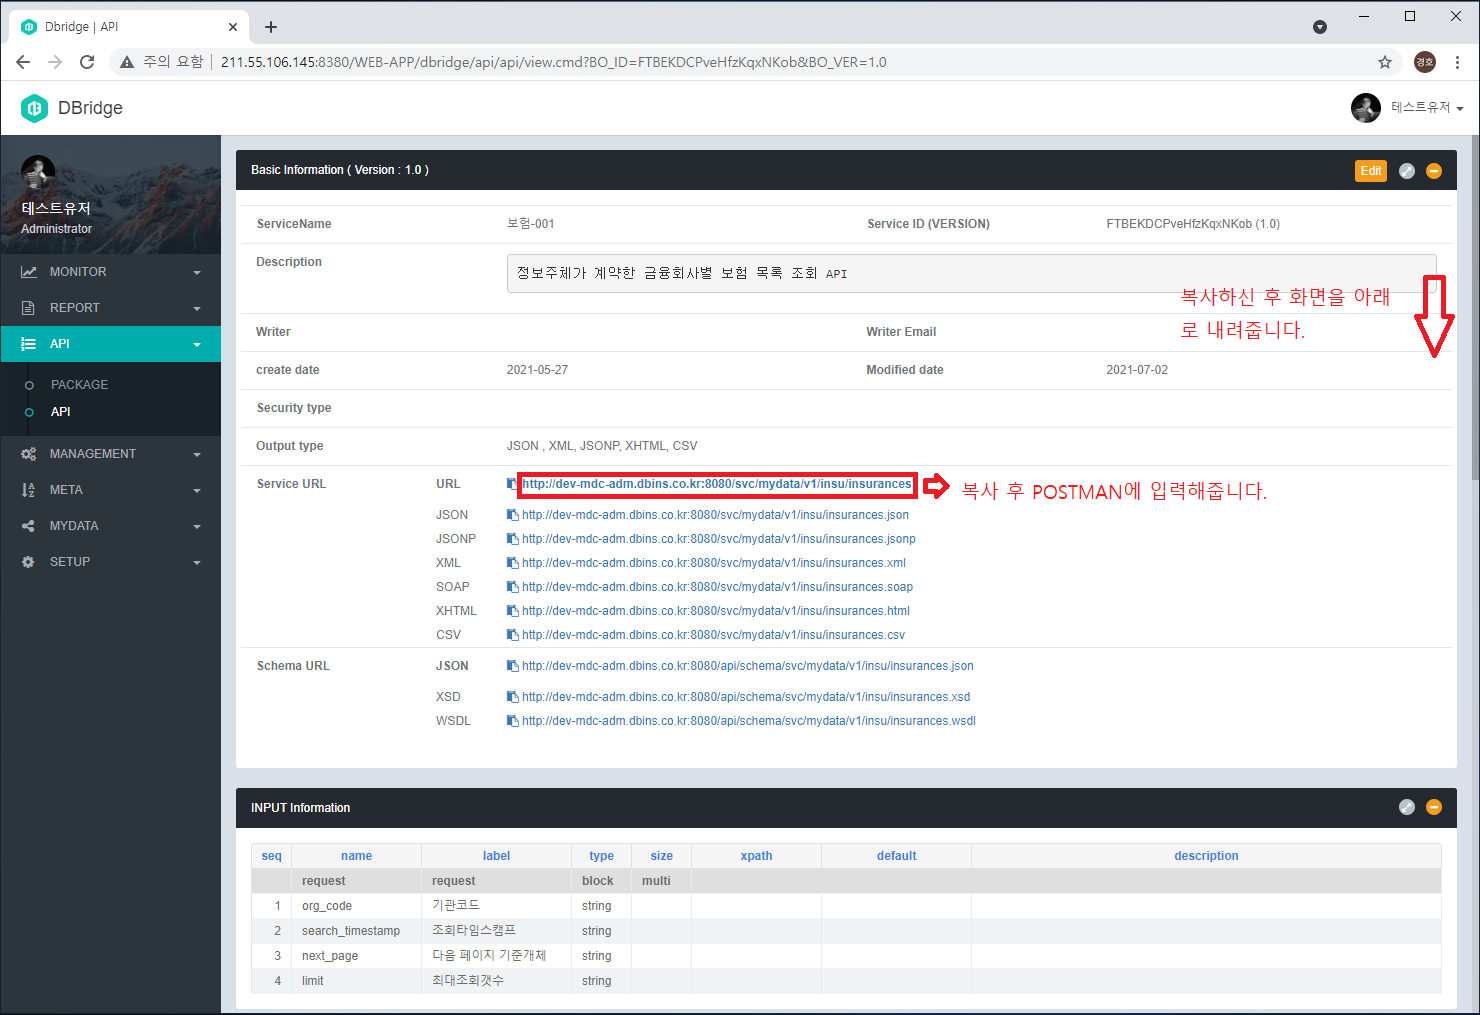 Dbridge | API
주의 요함 | 211.55.106.145:8380/WEB-APP/dbridge/api/api/view.cmd?BO_ID=FTBEKDCPveHfzKqxNKob&BO_VER=1.0
경호
DBridge
테스트유저
테스트유저
Administrator
MONITOR
REPORT
API
PACKAGE
API
MANAGEMENT
META
MYDATA
SETUP
Basic Information ( Version : 1.0 )
Edit
ServiceName 보험-001 Service ID (VERSION) FTBEKDCPveHfzKqxNKob (1.0)
Description 정보주체가 계약한 금융회사별 보험 목록 조회 API
복사하신 후 화면을 아래
로 내려줍니다.
Writer Writer Email
create date 2021-05-27 Modified date 2021-07-02
Security type
Output type JSON , XML, JSONP, XHTML, CSV
Service URL URL http://dev-mdc-adm.dbins.co.kr:8080/svc/mydata/v1/insu/insurances 복사 후 POSTMAN에 입력해줍니다.
JSON http://dev-mdc-adm.dbins.co.kr:8080/svc/mydata/v1/insu/insurances.json
JSONP http://dev-mdc-adm.dbins.co.kr:8080/svc/mydata/v1/insu/insurances.jsonp
XML http://dev-mdc-adm.dbins.co.kr:8080/svc/mydata/v1/insu/insurances.xml
SOAP http://dev-mdc-adm.dbins.co.kr:8080/svc/mydata/v1/insu/insurances.soap
XHTML http://dev-mdc-adm.dbins.co.kr:8080/svc/mydata/v1/insu/insurances.html
CSV http://dev-mdc-adm.dbins.co.kr:8080/svc/mydata/v1/insu/insurances.csv
Schema URL JSON http://dev-mdc-adm.dbins.co.kr:8080/api/schema/svc/mydata/v1/insu/insurances.json
XSD http://dev-mdc-adm.dbins.co.kr:8080/api/schema/svc/mydata/v1/insu/insurances.xsd
WSDL http://dev-mdc-adm.dbins.co.kr:8080/api/schema/svc/mydata/v1/insu/insurances.wsdl
INPUT Information
seq name label type size xpath default description
request request block multi
1 org_code 기관코드 string
2 search_timestamp 조회타임스탬프 string
3 next_page 다음 페이지 기준개체 string
4 limit 최대조회갯수 string